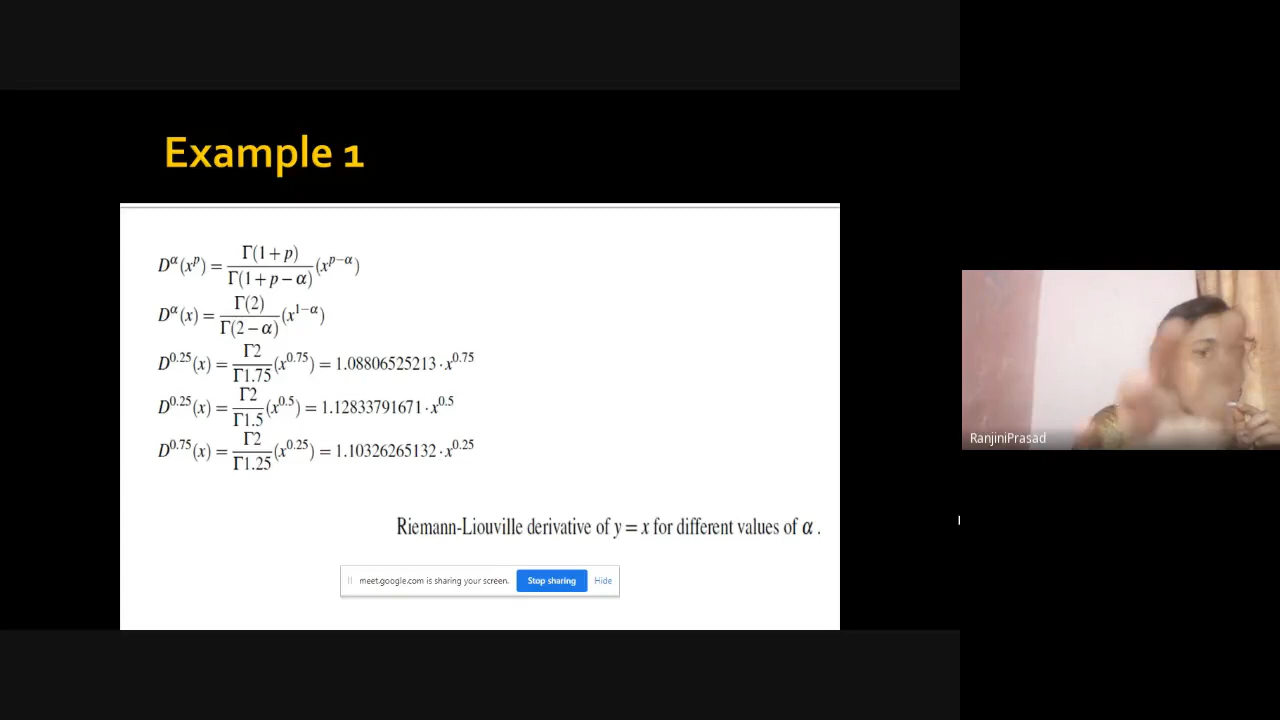 Example 1
D^α(x^p) = Γ(1+p)/Γ(1+p−α) (x^{p−α})
D^α(x) = Γ(2)/Γ(2−α) (x^{1−α})
D^{0.25}(x) = Γ2/Γ1.75 (x^{0.75}) = 1.08806525213 · x^{0.75}
D^{0.25}(x) = Γ2/Γ1.5 (x^{0.5}) = 1.12833791671 · x^{0.5}
D^{0.75}(x) = Γ2/Γ1.25 (x^{0.25}) = 1.10326265132 · x^{0.25}
Riemann-Liouville derivative of y = x for different values of α .
meet.google.com is sharing your screen. Stop sharing Hide
RanjiniPrasad